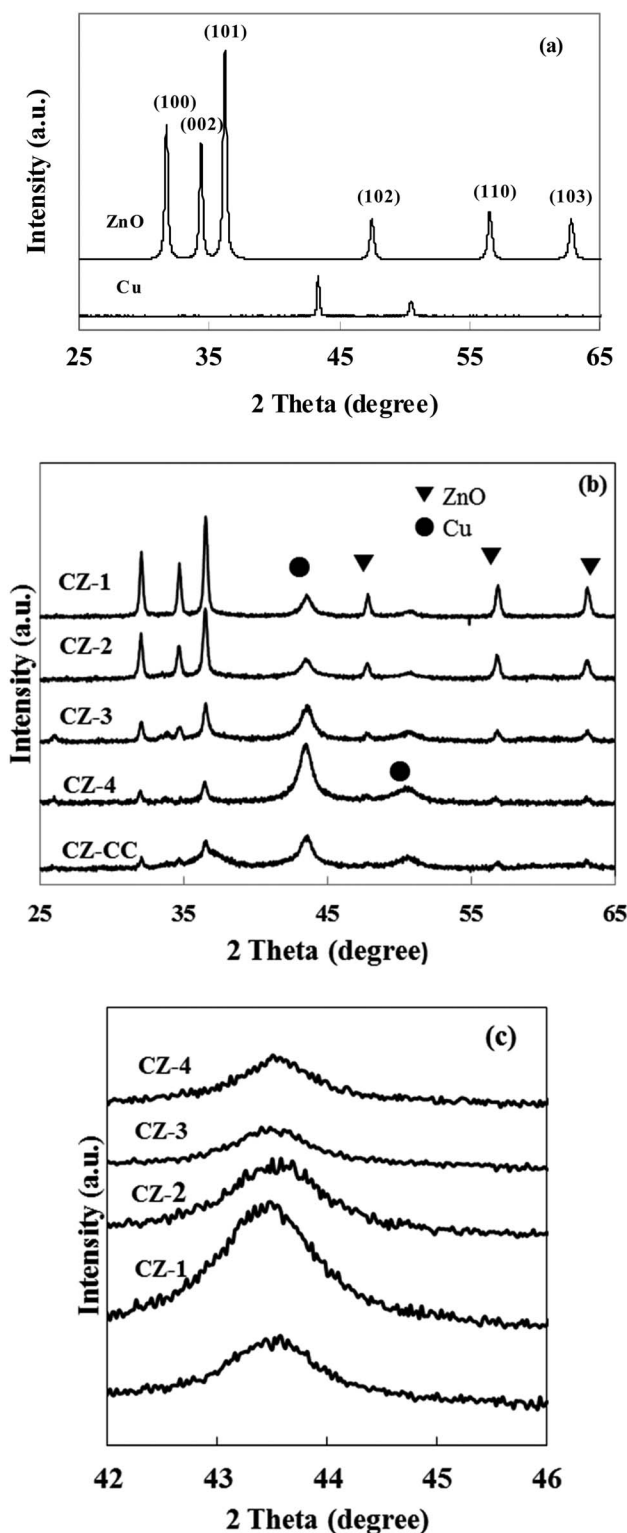 (a)
(101)
(100)
(002)
(102)
(110)
(103)
ZnO
Cu
Intensity (a.u.)
25 35 45 55 65
2 Theta (degree)
(b)
ZnO
Cu
CZ-1
CZ-2
CZ-3
CZ-4
CZ-CC
Intensity (a.u.)
25 35 45 55 65
2 Theta (degree)
(c)
CZ-4
CZ-3
CZ-2
CZ-1
Intensity (a.u.)
42 43 44 45 46
2 Theta (degree)